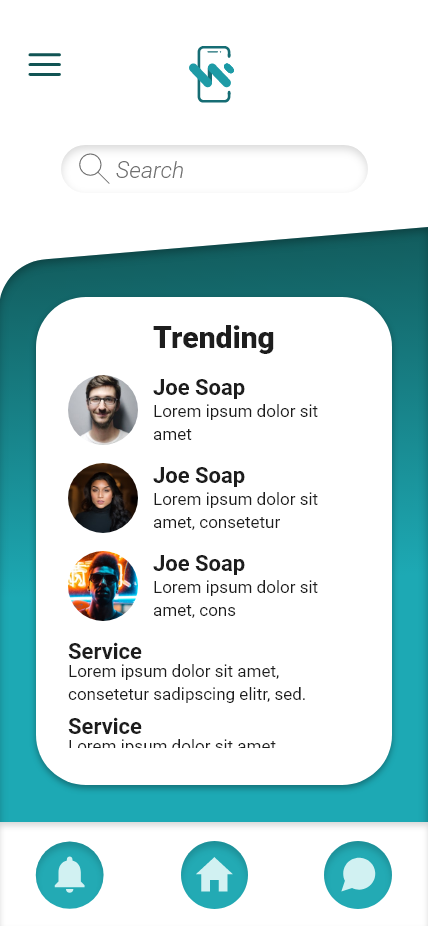 Search
Trending
Joe Soap
Lorem ipsum dolor sit
amet
Joe Soap
Lorem ipsum dolor sit
amet, consetetur
Joe Soap
Lorem ipsum dolor sit
amet, cons
Service
Lorem ipsum dolor sit amet,
consetetur sadipscing elitr, sed.
Service
Lorem ipsum dolor sit amet